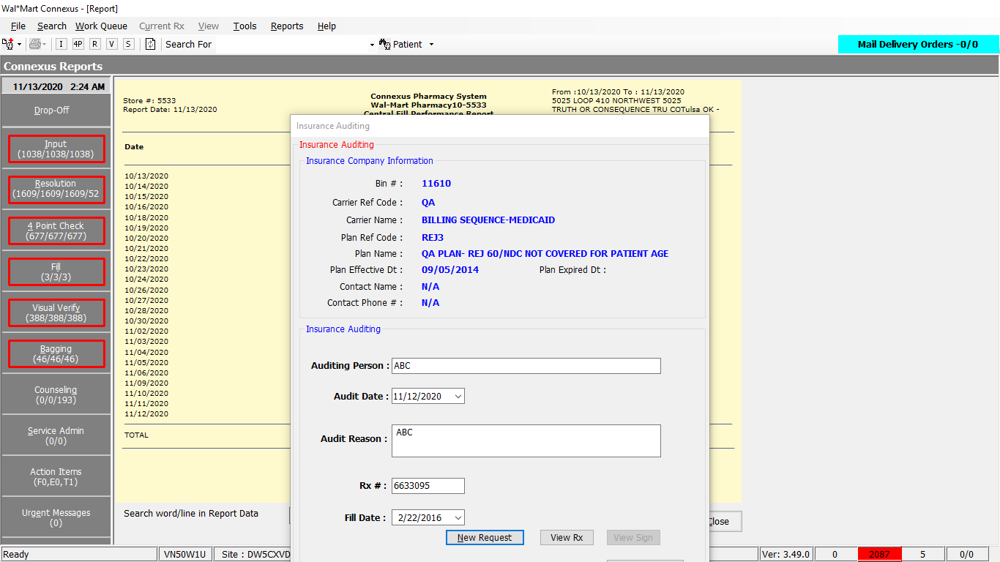 Wal*Mart Connexus - [Report]
File Search Work Queue Current Rx View Tools Reports Help
I 4P R V S Search For Patient Mail Delivery Orders -0/0
Connexus Reports
11/13/2020 2:24 AM
Drop-Off
Input
(1038/1038/1038)
Resolution
(1609/1609/1609/52
4 Point Check
(677/677/677)
Fill
(3/3/3)
Visual Verify
(388/388/388)
Bagging
(46/46/46)
Counseling
(0/0/193)
Service Admin
(0/0)
Action Items
(F0,E0,T1)
Urgent Messages
(0)
Store #: 5533
Report Date: 11/13/2020
Connexus Pharmacy System
Wal-Mart Pharmacy10-5533
Central Fill Performance Report
From :10/13/2020 To : 11/13/2020
5025 LOOP 410 NORTHWEST 5025
TRUTH OR CONSEQUENCE TRU COTulsa OK -
Date
10/13/2020
10/14/2020
10/15/2020
10/16/2020
10/18/2020
10/19/2020
10/20/2020
10/21/2020
10/22/2020
10/23/2020
10/24/2020
10/26/2020
10/27/2020
10/28/2020
10/30/2020
11/02/2020
11/03/2020
11/04/2020
11/05/2020
11/06/2020
11/09/2020
11/10/2020
11/11/2020
11/12/2020
TOTAL
Search word/line in Report Data
Close
Insurance Auditing
Insurance Auditing
Insurance Company Information
Bin # : 11610
Carrier Ref Code : QA
Carrier Name : BILLING SEQUENCE-MEDICAID
Plan Ref Code : REJ3
Plan Name : QA PLAN- REJ 60/NDC NOT COVERED FOR PATIENT AGE
Plan Effective Dt : 09/05/2014 Plan Expired Dt :
Contact Name : N/A
Contact Phone # : N/A
Insurance Auditing
Auditing Person : ABC
Audit Date : 11/12/2020
Audit Reason : ABC
Rx # : 6633095
Fill Date : 2/22/2016
New Request View Rx View Sign
Ready VN50W1U Site : DW5CXVD Ver: 3.49.0 0 2087 5 0/0